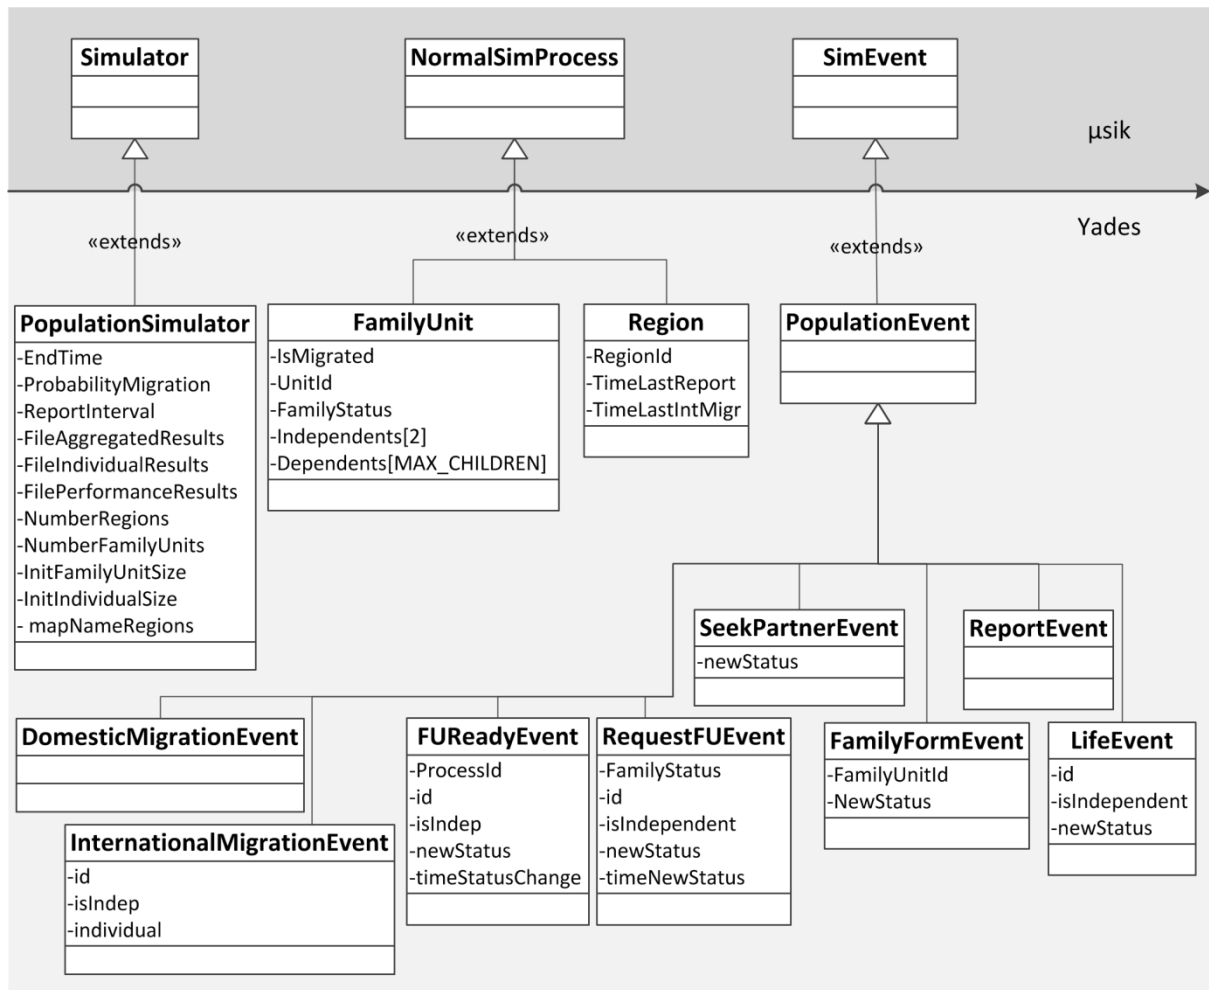 Simulator
NormalSimProcess
SimEvent
μsik
Yades
«extends»
«extends»
«extends»
PopulationSimulator
-EndTime
-ProbabilityMigration
-ReportInterval
-FileAggregatedResults
-FileIndividualResults
-FilePerformanceResults
-NumberRegions
-NumberFamilyUnits
-InitFamilyUnitSize
-InitIndividualSize
- mapNameRegions
FamilyUnit
-IsMigrated
-UnitId
-FamilyStatus
-Independents[2]
-Dependents[MAX_CHILDREN]
Region
-RegionId
-TimeLastReport
-TimeLastIntMigr
PopulationEvent
SeekPartnerEvent
-newStatus
ReportEvent
DomesticMigrationEvent
InternationalMigrationEvent
-id
-isIndep
-individual
FUReadyEvent
-ProcessId
-id
-isIndep
-newStatus
-timeStatusChange
RequestFUEvent
-FamilyStatus
-id
-isIndependent
-newStatus
-timeNewStatus
FamilyFormEvent
-FamilyUnitId
-NewStatus
LifeEvent
-id
-isIndependent
-newStatus